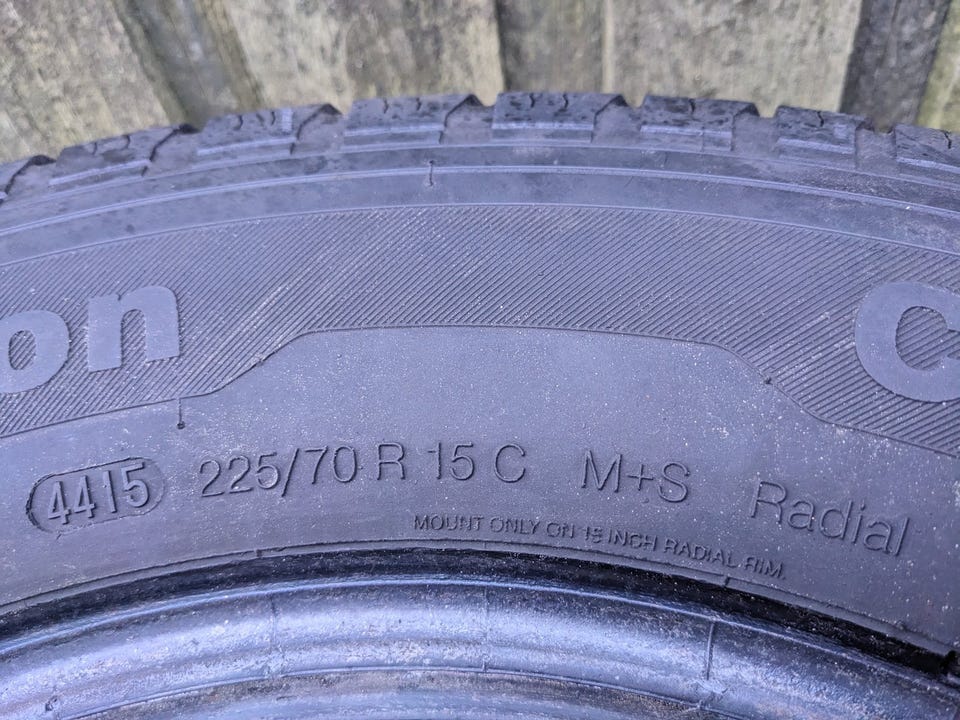 on C
4415 225/70 R 15 C M+S Radial
MOUNT ONLY ON 15 INCH RADIAL RIM.